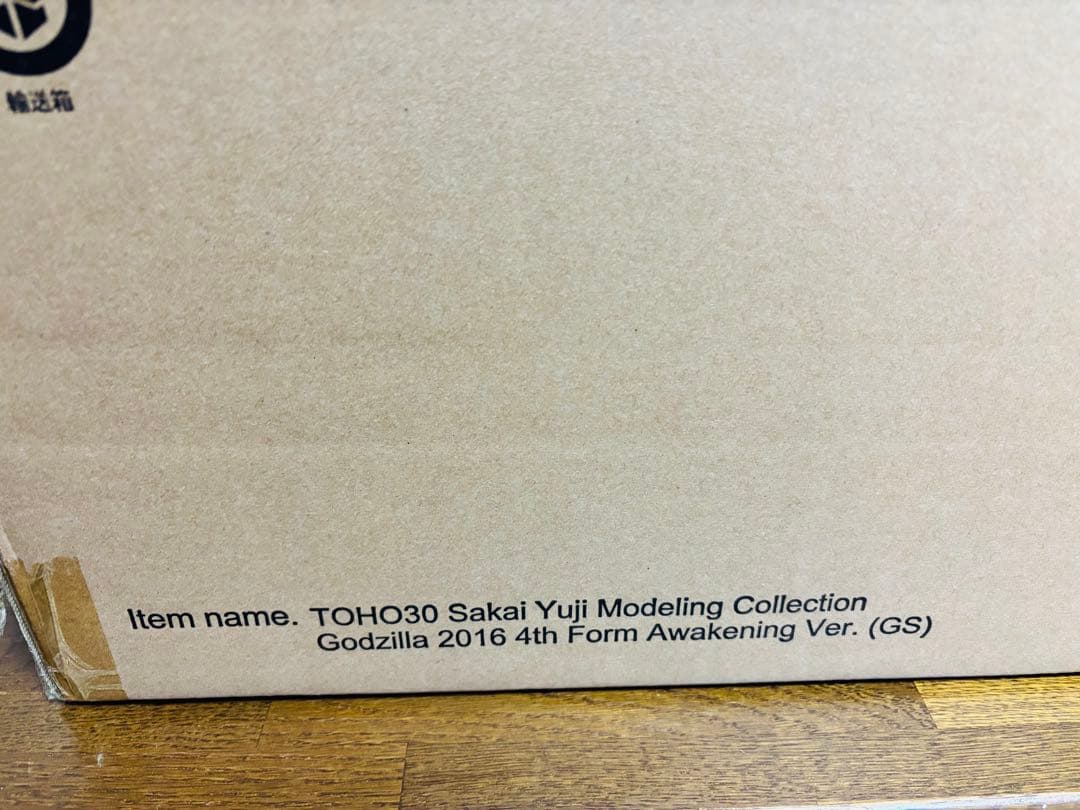 輸送箱
Item name. TOHO30 Sakai Yuji Modeling Collection
Godzilla 2016 4th Form Awakening Ver. (GS)